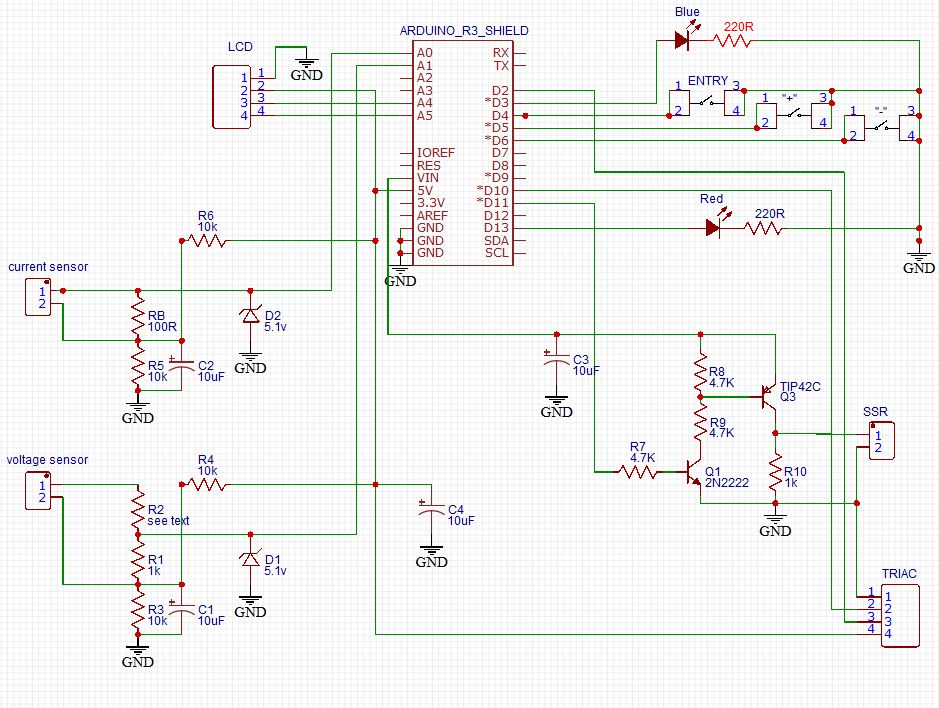 Blue
220R
ARDUINO_R3_SHIELD
LCD
1 1
2 2
3 3
4 4
GND
A0 RX
A1 TX
A2
A3 D2
A4 *D3
A5 D4
*D5
*D6
IOREF D7
RES D8
VIN *D9
5V *D10
3.3V *D11
AREF D12
GND D13
GND SDA
GND SCL
GND
ENTRY
1 3
2 4
"+"
1 3
2 4
"-"
1 3
2 4
Red
220R
GND
R6
10k
current sensor
1
2
RB
100R
D2
5.1v
R5
10k
C2
10uF
GND
GND
C3
10uF
GND
R8
4.7K
TIP42C
Q3
R9
4.7K
SSR
1
2
R7
4.7K
Q1
2N2222
R10
1k
GND
voltage sensor
1
2
R4
10k
R2
see text
C4
10uF
GND
R1
1k
D1
5.1v
R3
10k
C1
10uF
GND
GND
TRIAC
1 1
2 2
3 3
4 4